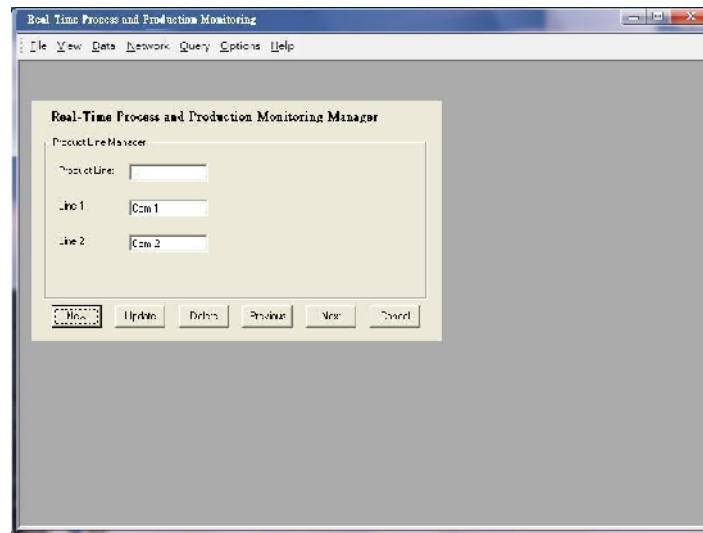 Real Time Process and Production Monitoring
File View Data Network Query Options Help
Real-Time Process and Production Monitoring Manager
Product Line Manager
Product Line:
Line 1 Com 1
Line 2 Com 2
New Update Delete Previous Next Cancel